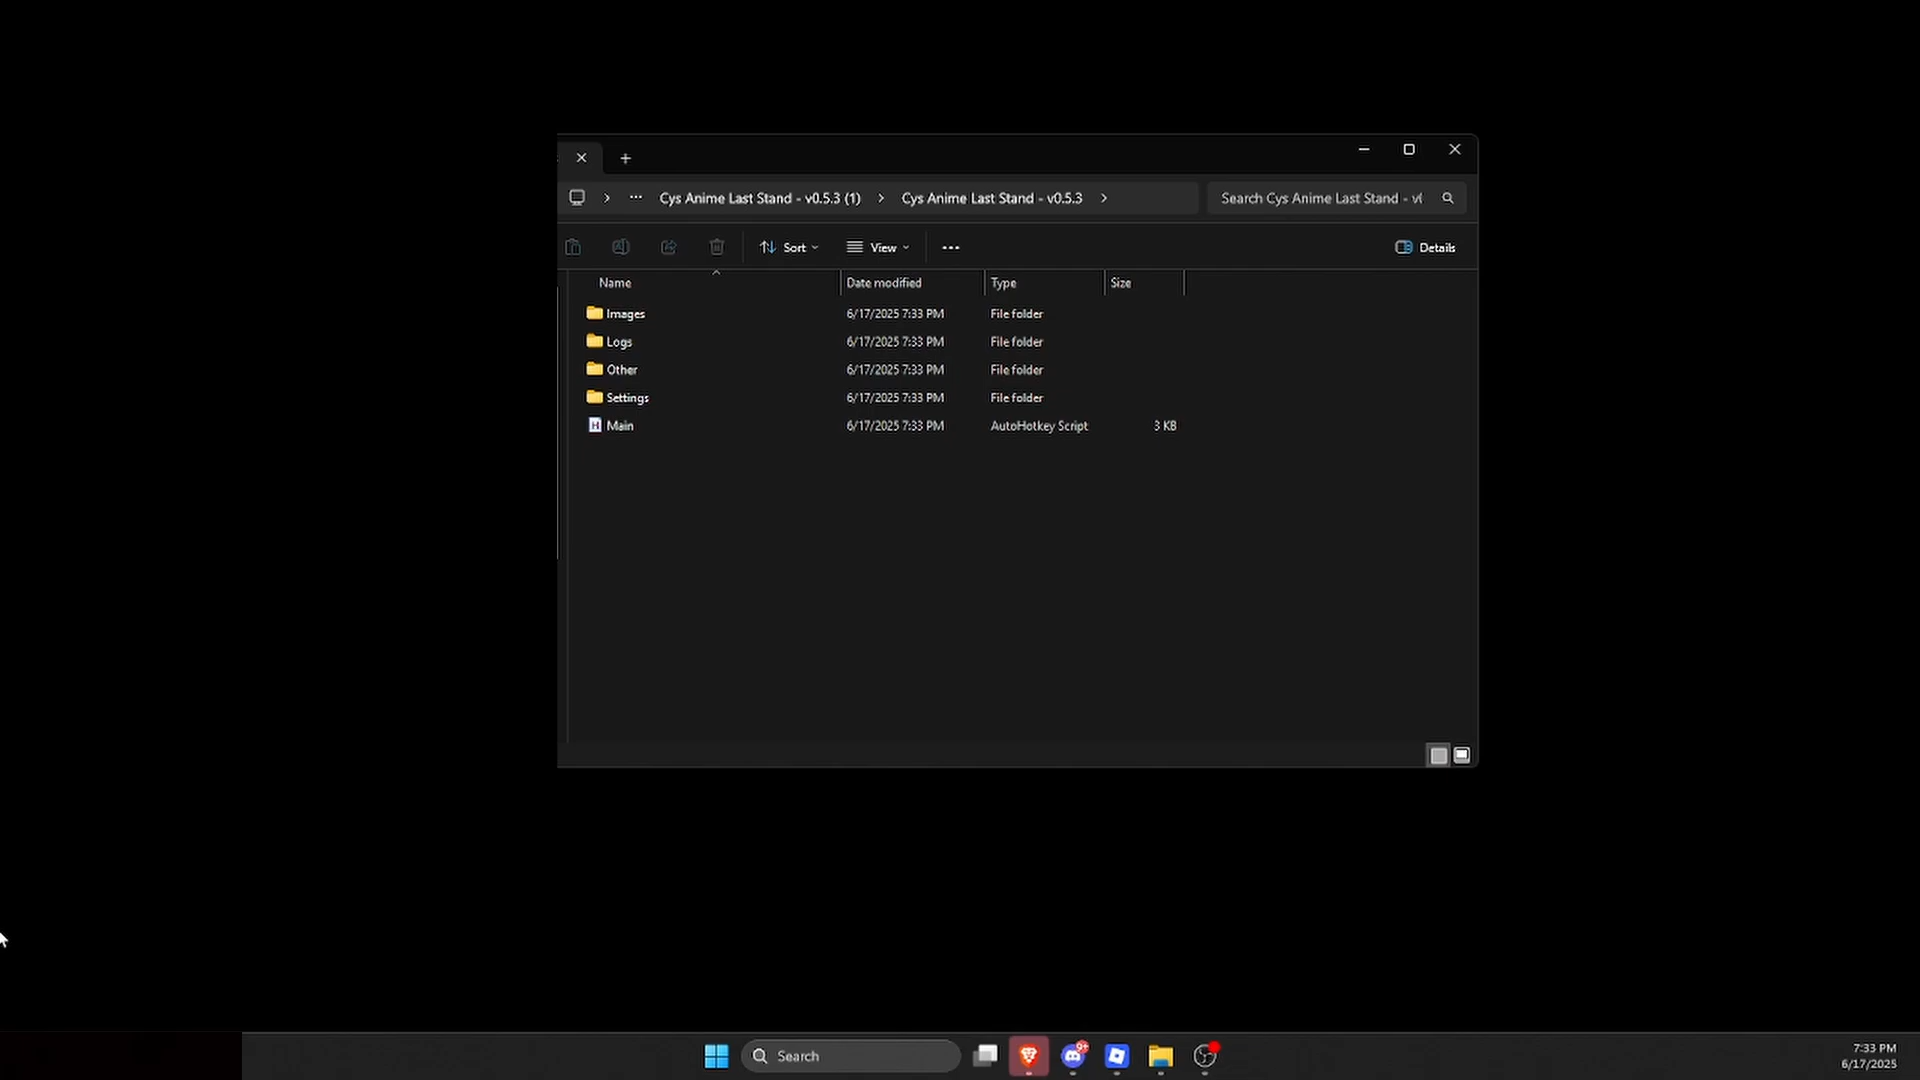 Cys Anime Last Stand - v0.5.3 (1) > Cys Anime Last Stand - v0.5.3 >
Search Cys Anime Last Stand - v(
Sort
View
Details
Name Date modified Type Size
Images 6/17/2025 7:33 PM File folder
Logs 6/17/2025 7:33 PM File folder
Other 6/17/2025 7:33 PM File folder
Settings 6/17/2025 7:33 PM File folder
Main 6/17/2025 7:33 PM AutoHotkey Script 3 KB
Search
9+
7:33 PM
6/17/2025